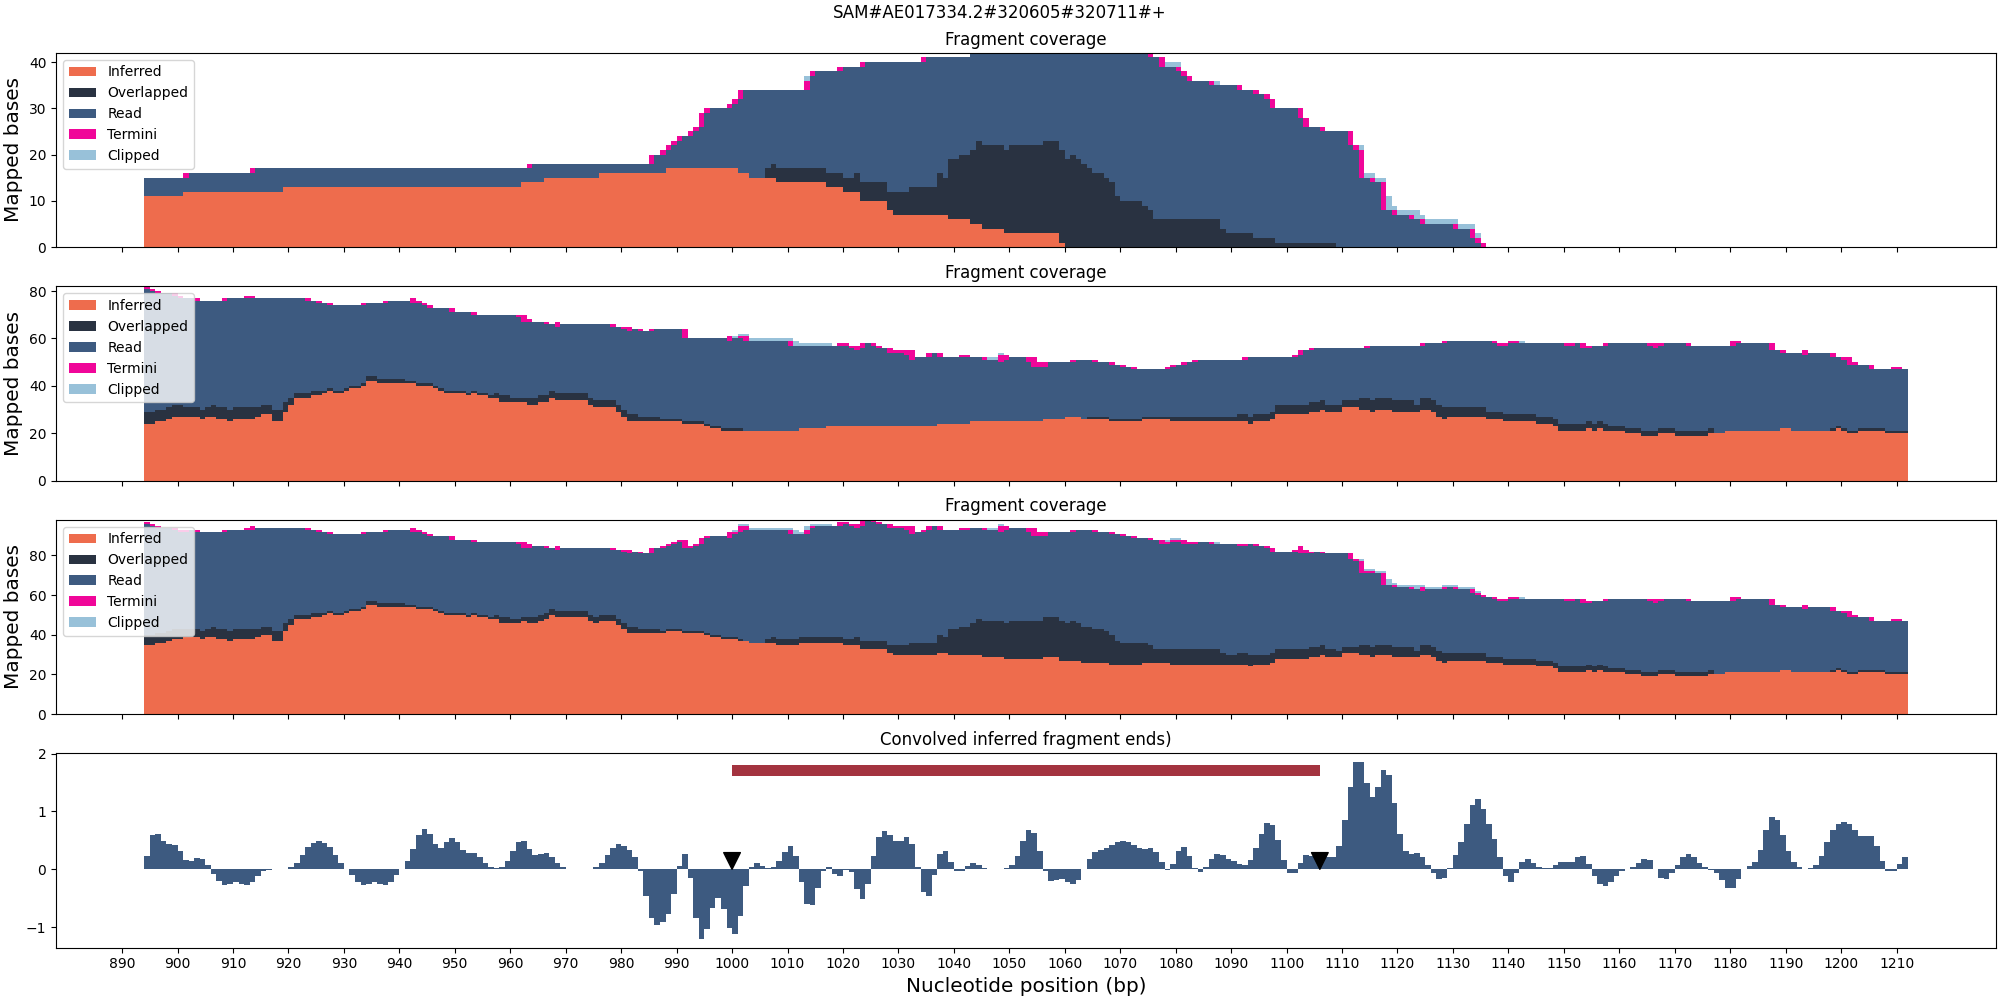 SAM#AE017334.2#320605#320711#+
Fragment coverage
Mapped bases
40
30
20
10
0
Inferred
Overlapped
Read
Termini
Clipped
Fragment coverage
Mapped bases
80
60
40
20
0
Inferred
Overlapped
Read
Termini
Clipped
Fragment coverage
Mapped bases
80
60
40
20
0
Inferred
Overlapped
Read
Termini
Clipped
Convolved inferred fragment ends)
2
1
0
−1
890 900 910 920 930 940 950 960 970 980 990 1000 1010 1020 1030 1040 1050 1060 1070 1080 1090 1100 1110 1120 1130 1140 1150 1160 1170 1180 1190 1200 1210
Nucleotide position (bp)